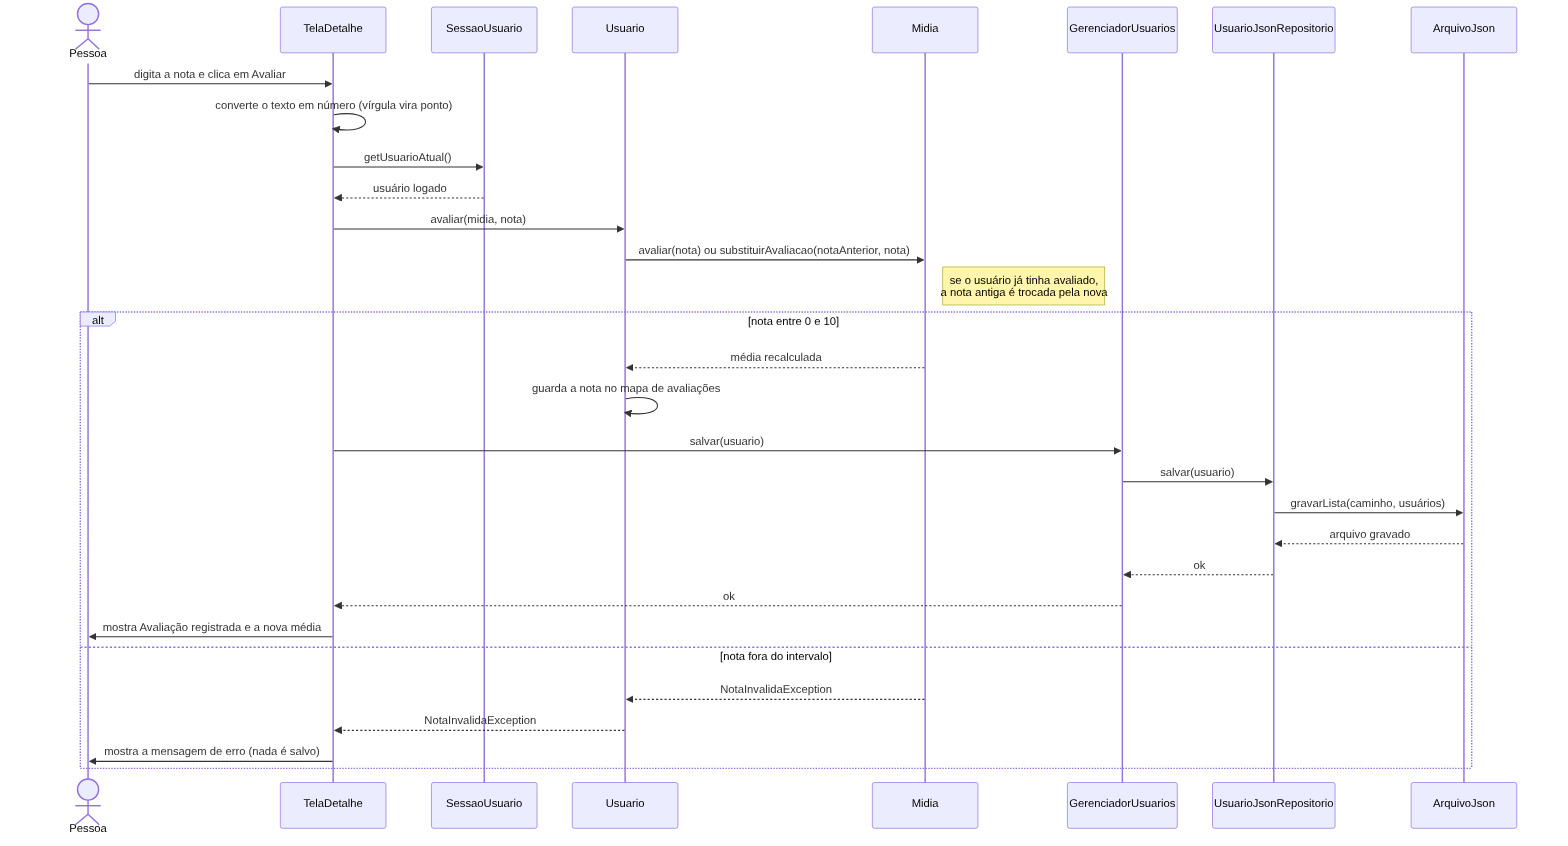 Pessoa
TelaDetalhe
SessaoUsuario
Usuario
Midia
GerenciadorUsuarios
UsuarioJsonRepositorio
ArquivoJson
digita a nota e clica em Avaliar
converte o texto em número (vírgula vira ponto)
getUsuarioAtual()
usuário logado
avaliar(midia, nota)
avaliar(nota) ou substituirAvaliacao(notaAnterior, nota)
se o usuário já tinha avaliado,
a nota antiga é trocada pela nova
alt
[nota entre 0 e 10]
média recalculada
guarda a nota no mapa de avaliações
salvar(usuario)
salvar(usuario)
gravarLista(caminho, usuários)
arquivo gravado
ok
ok
mostra Avaliação registrada e a nova média
[nota fora do intervalo]
NotaInvalidaException
NotaInvalidaException
mostra a mensagem de erro (nada é salvo)
Pessoa
TelaDetalhe
SessaoUsuario
Usuario
Midia
GerenciadorUsuarios
UsuarioJsonRepositorio
ArquivoJson